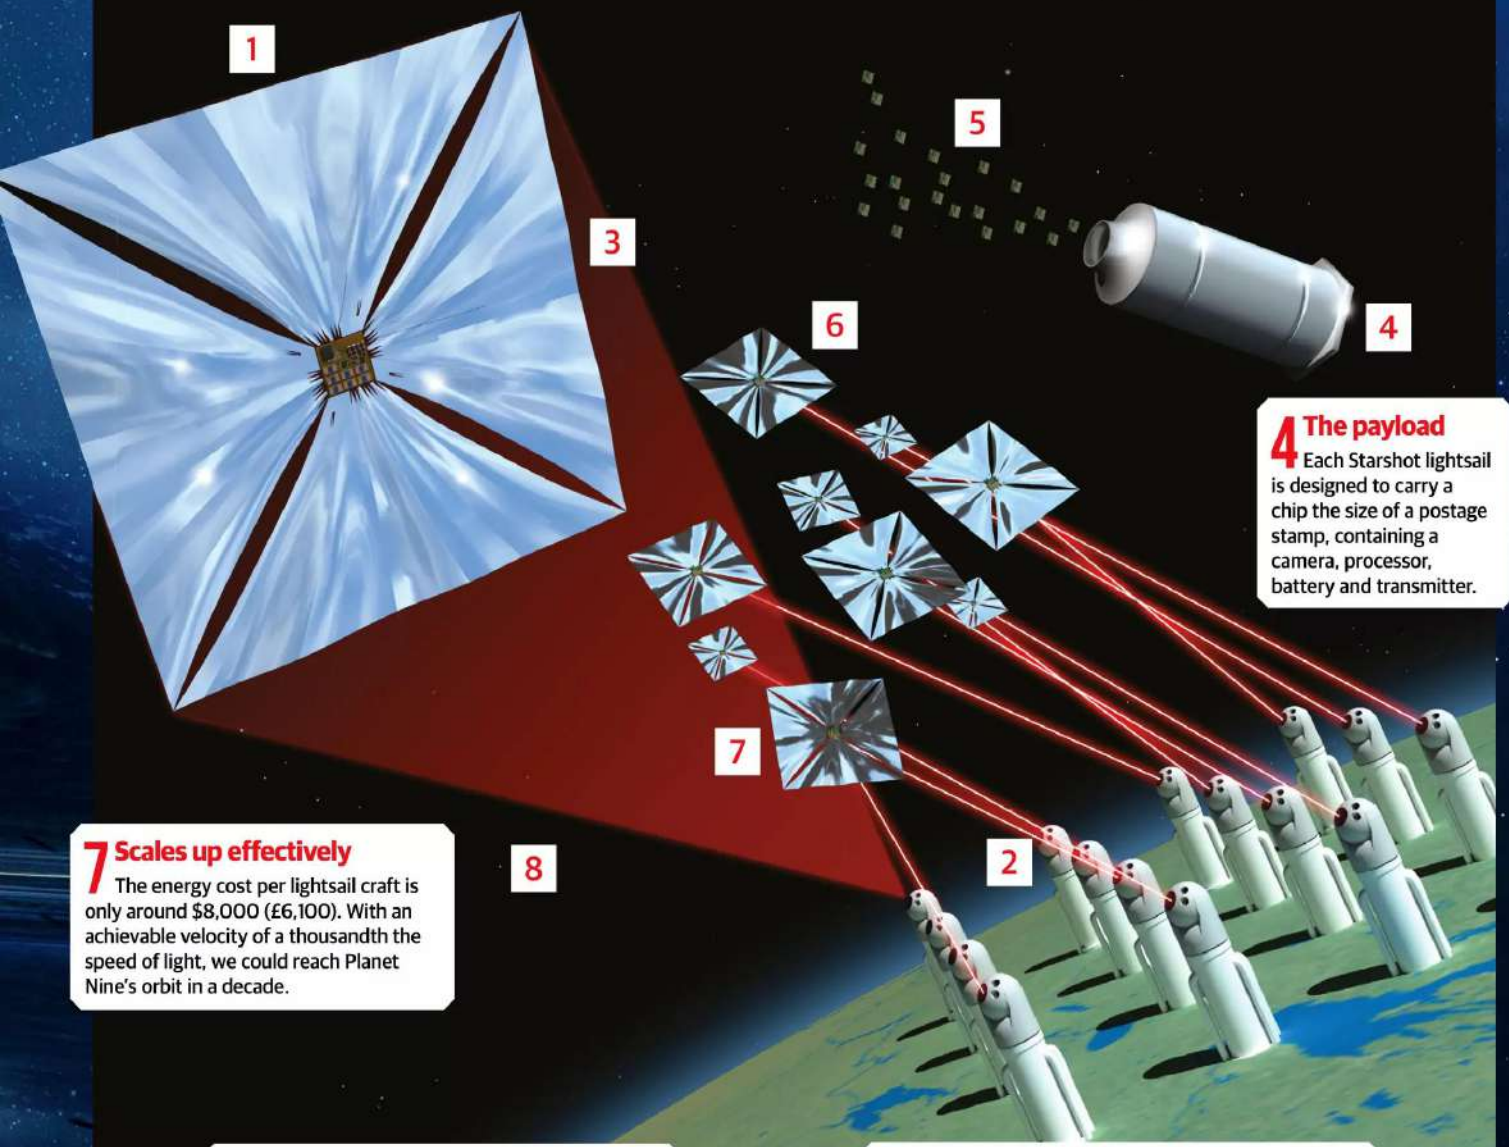 1
5
3
6
4
4 The payload
Each Starshot lightsail
is designed to carry a
chip the size of a postage
stamp, containing a
camera, processor,
battery and transmitter.
7
2
8
7 Scales up effectively
The energy cost per lightsail craft is
only around $8,000 (£6,100). With an
achievable velocity of a thousandth the
speed of light, we could reach Planet
Nine's orbit in a decade.